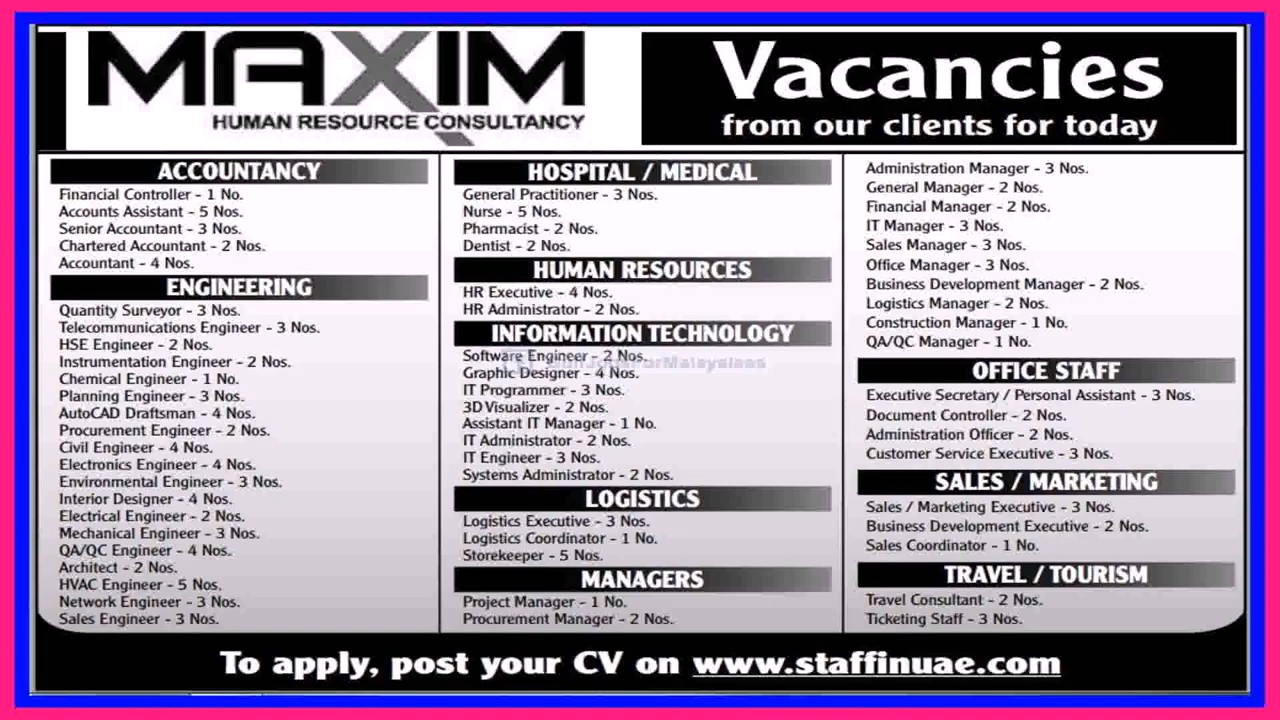 MAXIM
HUMAN RESOURCE CONSULTANCY
Vacancies
from our clients for today
ACCOUNTANCY
Financial Controller - 1 No.
Accounts Assistant - 5 Nos.
Senior Accountant - 3 Nos.
Chartered Accountant - 2 Nos.
Accountant - 4 Nos.
ENGINEERING
Quantity Surveyor - 3 Nos.
Telecommunications Engineer - 3 Nos.
HSE Engineer - 2 Nos.
Instrumentation Engineer - 2 Nos.
Chemical Engineer - 1 No.
Planning Engineer - 3 Nos.
AutoCAD Draftsman - 4 Nos.
Procurement Engineer - 2 Nos.
Civil Engineer - 4 Nos.
Electronics Engineer - 4 Nos.
Environmental Engineer - 3 Nos.
Interior Designer - 4 Nos.
Electrical Engineer - 2 Nos.
Mechanical Engineer - 3 Nos.
QA/QC Engineer - 4 Nos.
Architect - 2 Nos.
HVAC Engineer - 5 Nos.
Network Engineer - 3 Nos.
Sales Engineer - 3 Nos.
HOSPITAL / MEDICAL
General Practitioner - 3 Nos.
Nurse - 5 Nos.
Pharmacist - 2 Nos.
Dentist - 2 Nos.
HUMAN RESOURCES
HR Executive - 4 Nos.
HR Administrator - 2 Nos.
INFORMATION TECHNOLOGY
Software Engineer - 2 Nos.
Graphic Designer - 4 Nos.
IT Programmer - 3 Nos.
3D Visualizer - 2 Nos.
Assistant IT Manager - 1 No.
IT Administrator - 2 Nos.
IT Engineer - 3 Nos.
Systems Administrator - 2 Nos.
LOGISTICS
Logistics Executive - 3 Nos.
Logistics Coordinator - 1 No.
Storekeeper - 5 Nos.
MANAGERS
Project Manager - 1 No.
Procurement Manager - 2 Nos.
Administration Manager - 3 Nos.
General Manager - 2 Nos.
Financial Manager - 2 Nos.
IT Manager - 3 Nos.
Sales Manager - 3 Nos.
Office Manager - 3 Nos.
Business Development Manager - 2 Nos.
Logistics Manager - 2 Nos.
Construction Manager - 1 No.
QA/QC Manager - 1 No.
OFFICE STAFF
Executive Secretary / Personal Assistant - 3 Nos.
Document Controller - 2 Nos.
Administration Officer - 2 Nos.
Customer Service Executive - 3 Nos.
SALES / MARKETING
Sales / Marketing Executive - 3 Nos.
Business Development Executive - 2 Nos.
Sales Coordinator - 1 No.
TRAVEL / TOURISM
Travel Consultant - 2 Nos.
Ticketing Staff - 3 Nos.
To apply, post your CV on www.staffinuae.com